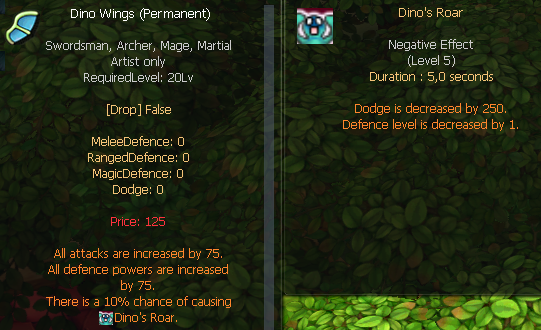 Dino Wings (Permanent)
Swordsman, Archer, Mage, Martial
Artist only
RequiredLevel: 20Lv
[Drop] False
MeleeDefence: 0
RangedDefence: 0
MagicDefence: 0
Dodge: 0
Price: 125
All attacks are increased by 75.
All defence powers are increased
by 75.
There is a 10% chance of causing
Dino's Roar.
Dino's Roar
Negative Effect
(Level 5)
Duration : 5,0 seconds
Dodge is decreased by 250.
Defence level is decreased by 1.